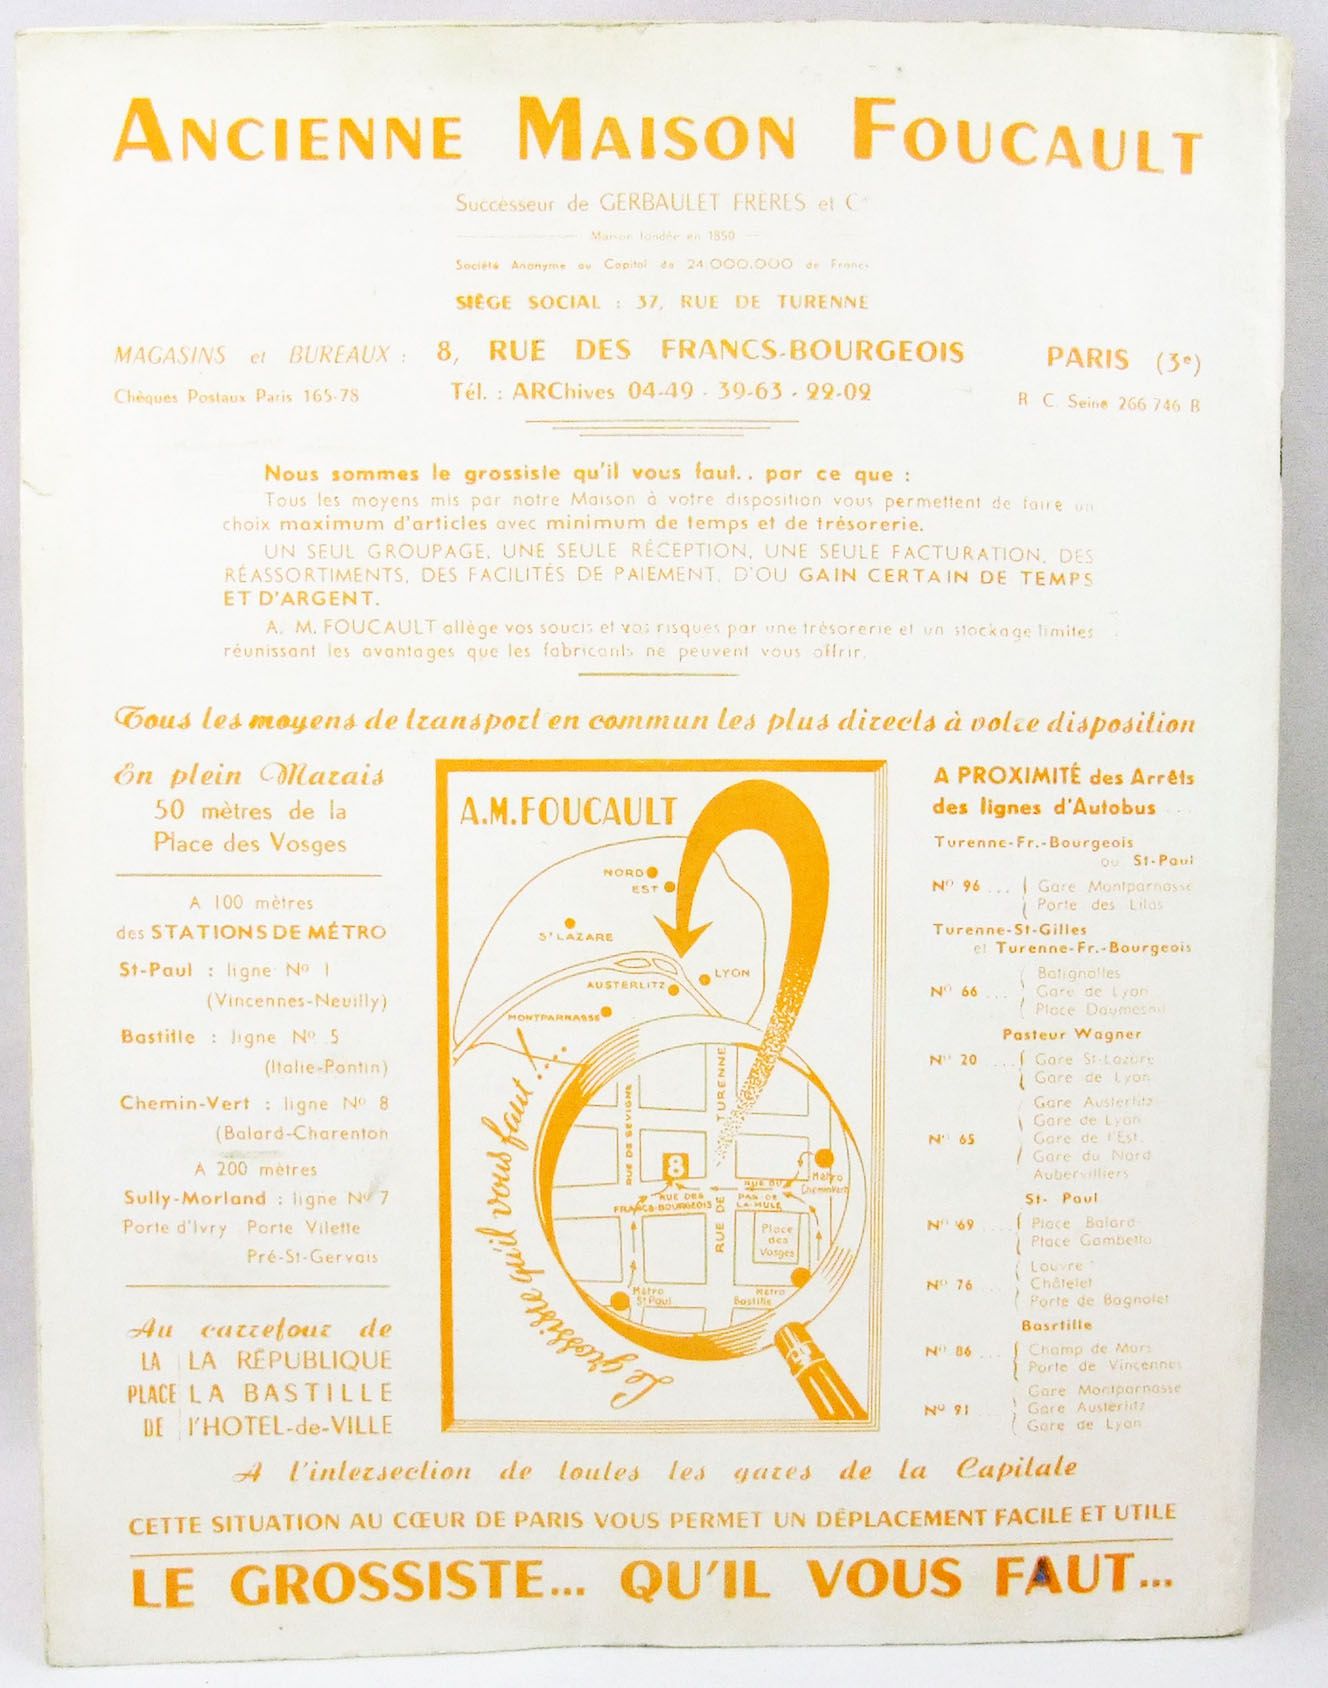 ANCIENNE MAISON FOUCAULT
Successeur de GERBAULET FRÈRES et Cie
Maison fondée en 1850
Société Anonyme au Capital de 24.000.000 de Francs
SIÈGE SOCIAL : 37, RUE DE TURENNE
MAGASINS et BUREAUX : 8, RUE DES FRANCS-BOURGEOIS PARIS (3e)
Chèques Postaux Paris 165-78 Tél. : ARChives 04-49 - 39-63 - 22-02 R C. Seine 266 746 B
Nous sommes le grossiste qu'il vous faut.. par ce que :
Tous les moyens mis par notre Maison à votre disposition vous permettent de faire un
choix maximum d'articles avec minimum de temps et de trésorerie.
UN SEUL GROUPAGE, UNE SEULE RÉCEPTION, UNE SEULE FACTURATION, DES
RÉASSORTIMENTS, DES FACILITÉS DE PAIEMENT, D'OU GAIN CERTAIN DE TEMPS
ET D'ARGENT.
A. M. FOUCAULT allège vos soucis et vos risques par une trésorerie et un stockage limites
réunissant les avantages que les fabricants ne peuvent vous offrir.
Tous les moyens de transport en commun les plus directs à votre disposition
En plein Marais
50 mètres de la
Place des Vosges
A 100 mètres
des STATIONS DE MÉTRO
St-Paul : ligne No 1
(Vincennes-Neuilly)
Bastille : ligne No 5
(Italie-Pantin)
Chemin-Vert : ligne No 8
(Balard-Charenton
A 200 mètres
Sully-Morland : ligne No 7
Porte d'Ivry Porte Vilette
Pré-St-Gervais
Au carrefour de
LA LA RÉPUBLIQUE
PLACE LA BASTILLE
DE l'HOTEL-de-VILLE
A.M.FOUCAULT
NORD
EST
St LAZARE
LYON
AUSTERLITZ
MONTPARNASSE
Le grossiste qu'il vous faut !...
RUE DE SÉVIGNÉ
TURENNE
8
RUE DES
FRANCS-BOURGEOIS
RUE DU
PAS DE
LA MULE
RUE DE
Métro
CheminVert
Place
des
Vosges
Métro
St Paul
Métro
Bastille
A PROXIMITÉ des Arrêts
des lignes d'Autobus ...
Turenne-Fr.-Bourgeois
ou St-Paul
No 96 ... Gare Montparnasse
Porte des Lilas
Turenne-St-Gilles
et Turenne-Fr.-Bourgeois
Batignolles
No 66 ... Gare de Lyon
Place Daumesnil
Pasteur Wagner
No 20 ... Gare St-Lazare
Gare de Lyon
Gare Austerlitz
Gare de Lyon
No 65 Gare de l'Est.
Gare du Nord
Aubervilliers
St- Paul
No 69 ... Place Balard
Place Gambetta
Louvre
No 76 ... Châtelet
Porte de Bagnolet
Basrtille
No 86 ... Champ de Mars
Porte de Vincennes
Gare Montparnasse
No 91 ... Gare Austerlitz
Gare de Lyon
A l'intersection de toutes les gares de la Capitale
CETTE SITUATION AU CŒUR DE PARIS VOUS PERMET UN DÉPLACEMENT FACILE ET UTILE
LE GROSSISTE... QU'IL VOUS FAUT...